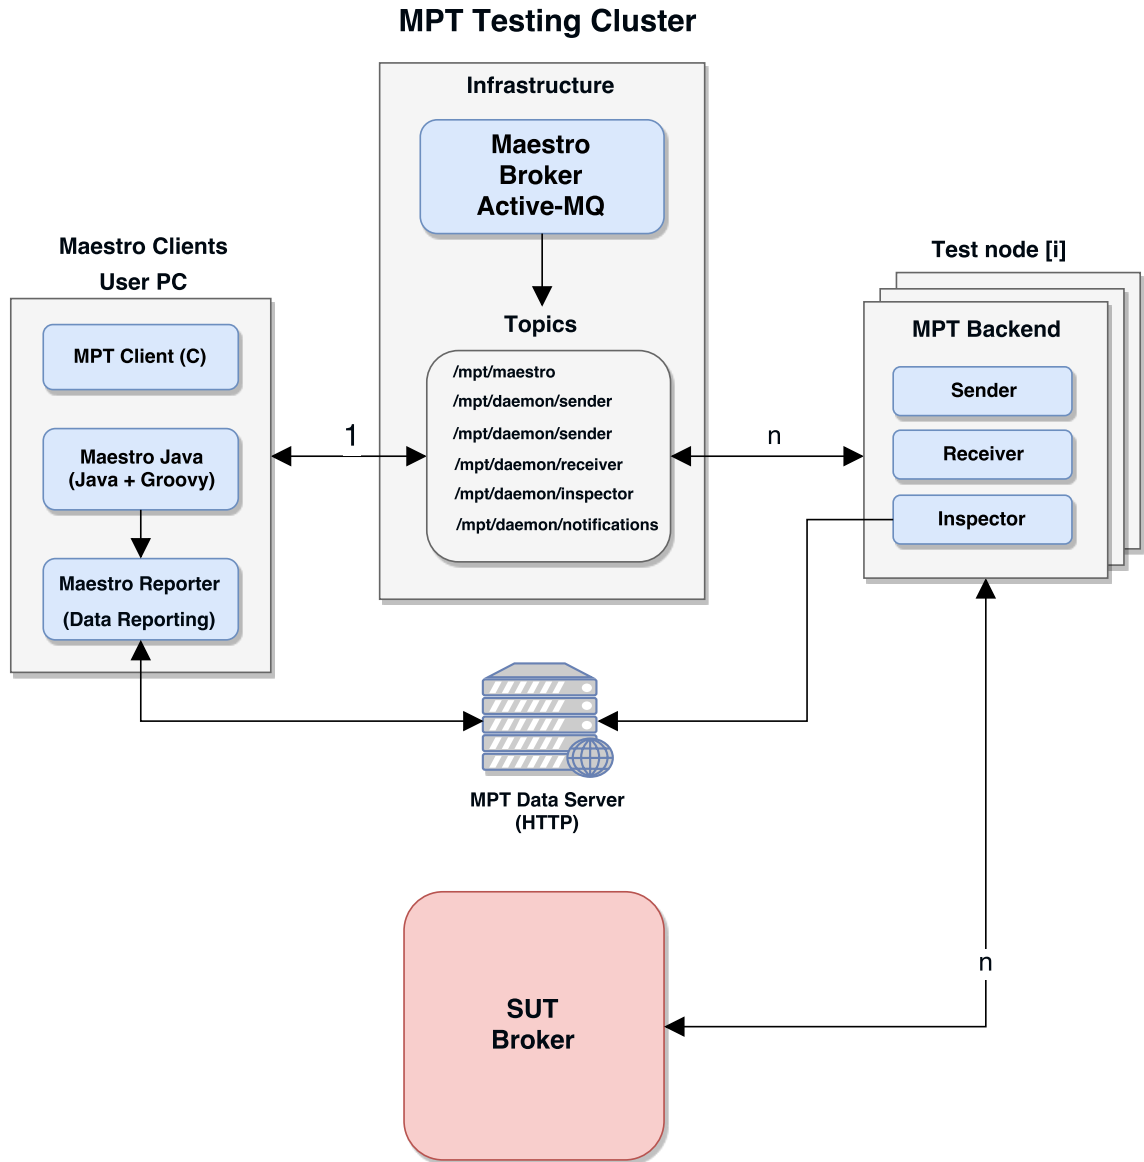 MPT Testing Cluster
Infrastructure
Maestro
Broker
Active-MQ
Maestro Clients
User PC
MPT Client (C)
Maestro Java
(Java + Groovy)
Maestro Reporter
(Data Reporting)
1
Topics
/mpt/maestro
/mpt/daemon/sender
/mpt/daemon/sender
/mpt/daemon/receiver
/mpt/daemon/inspector
/mpt/daemon/notifications
n
Test node [i]
MPT Backend
Sender
Receiver
Inspector
MPT Data Server
(HTTP)
n
SUT
Broker